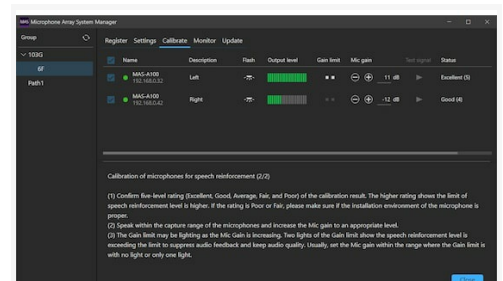 MAS Microphone Array System Manager
Group
Register Settings Calibrate Monitor Update
103G
6F
Path1
Name Description Flash Output level Gain limit Mic gain Test signal Status
MAS-A100 Left 11 dB Excellent (5)
192.168.0.32
MAS-A100 Right -12 dB Good (4)
192.168.0.42
Calibration of microphones for speech reinforcement (2/2)
(1) Confirm five-level rating (Excellent, Good, Average, Fair, and Poor) of the calibration result. The higher rating shows the limit of
speech reinforcement level is higher. If the rating is Poor or Fair, please make sure if the installation environment of the microphone is
proper.
(2) Speak within the capture range of the microphones and increase the Mic gain to an appropriate level.
(3) The Gain limit may be lighting as the Mic Gain is increasing. Two lights of the Gain limit show the speech reinforcement level is
exceeding the limit to suppress audio feedback and keep audio quality. Usually, set the Mic gain within the range where the Gain limit is
with no light or only one light.
Close